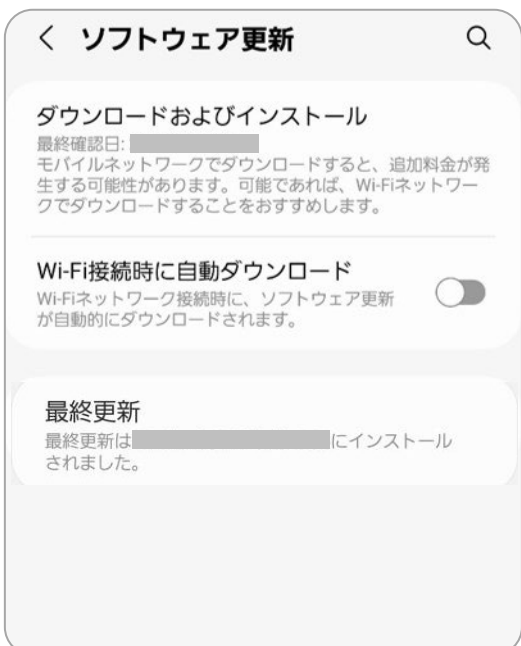 ソフトウェア更新
ダウンロードおよびインストール
最終確認日:
モバイルネットワークでダウンロードすると、追加料金が発
生する可能性があります。可能であれば、Wi-Fiネットワー
クでダウンロードすることをおすすめします。
Wi-Fi接続時に自動ダウンロード
Wi-Fiネットワーク接続時に、ソフトウェア更新
が自動的にダウンロードされます。
最終更新
最終更新は にインストール
されました。